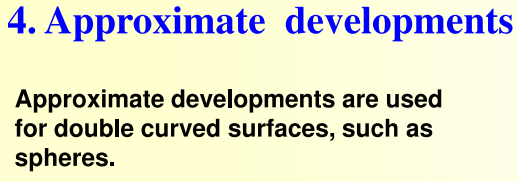 4. Approximate developments
Approximate developments are used
for double curved surfaces, such as
spheres.